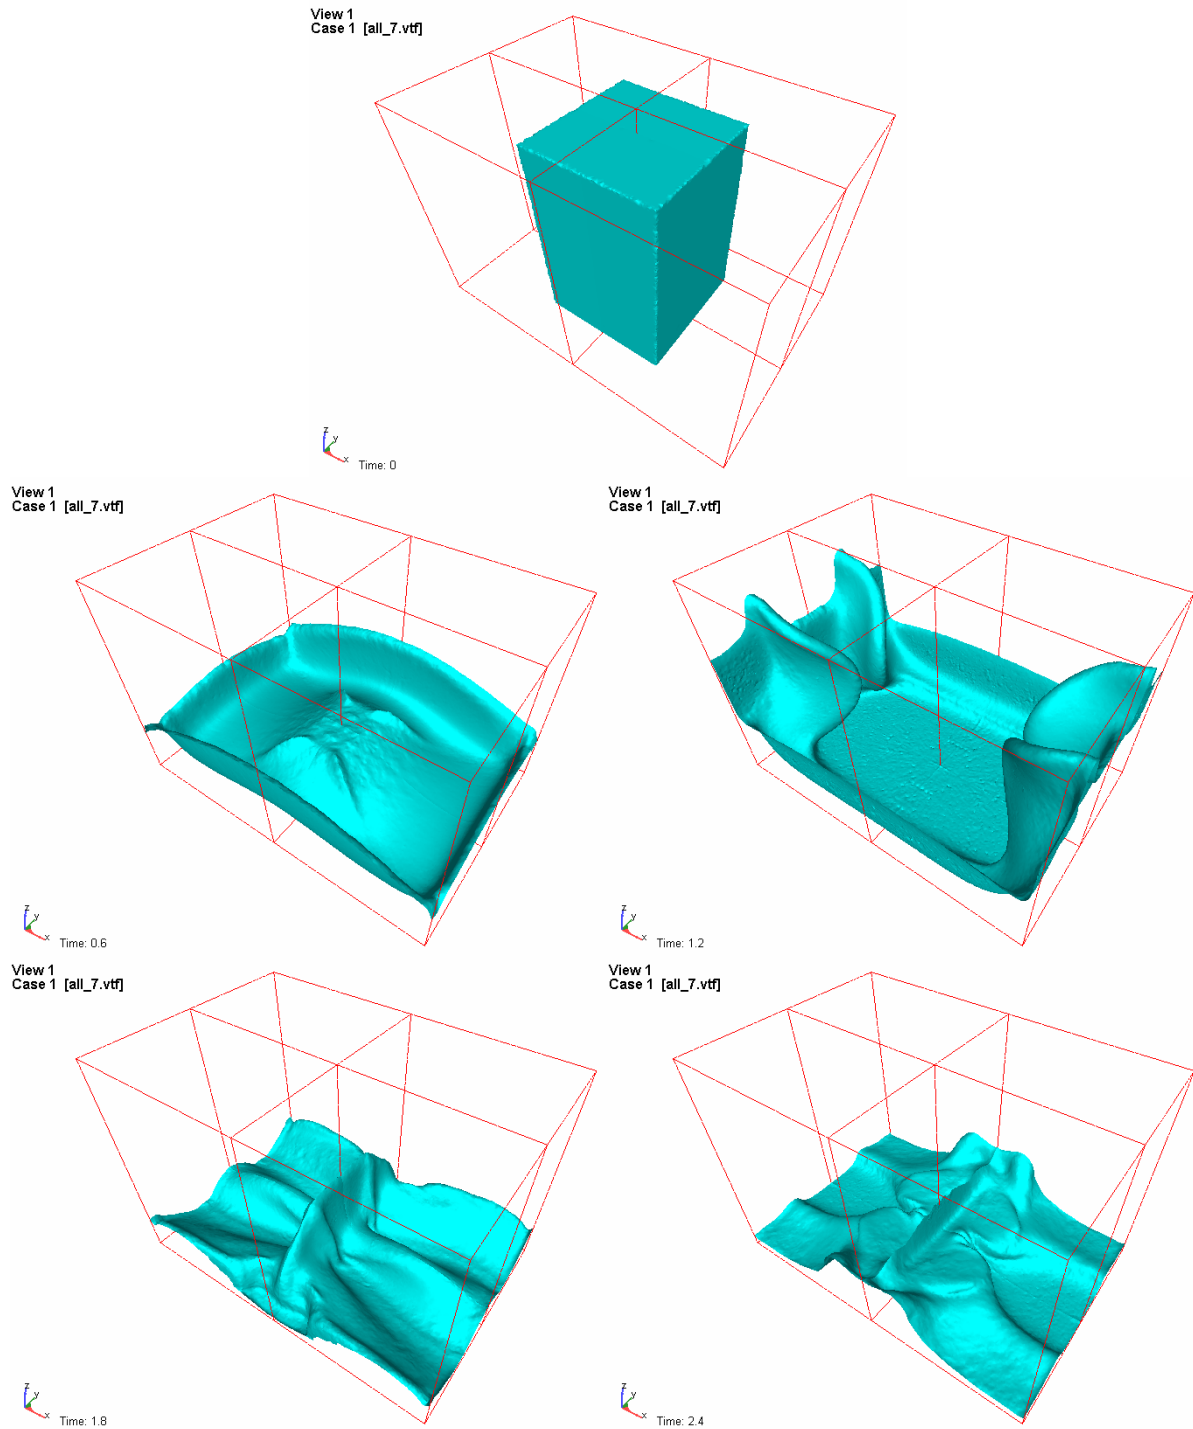 View 1
Case 1 [all_7.vtf]
z
y
x
Time: 0
View 1
Case 1 [all_7.vtf]
z
y
x
Time: 0.6
View 1
Case 1 [all_7.vtf]
z
y
x
Time: 1.2
View 1
Case 1 [all_7.vtf]
z
y
x
Time: 1.8
View 1
Case 1 [all_7.vtf]
z
y
x
Time: 2.4